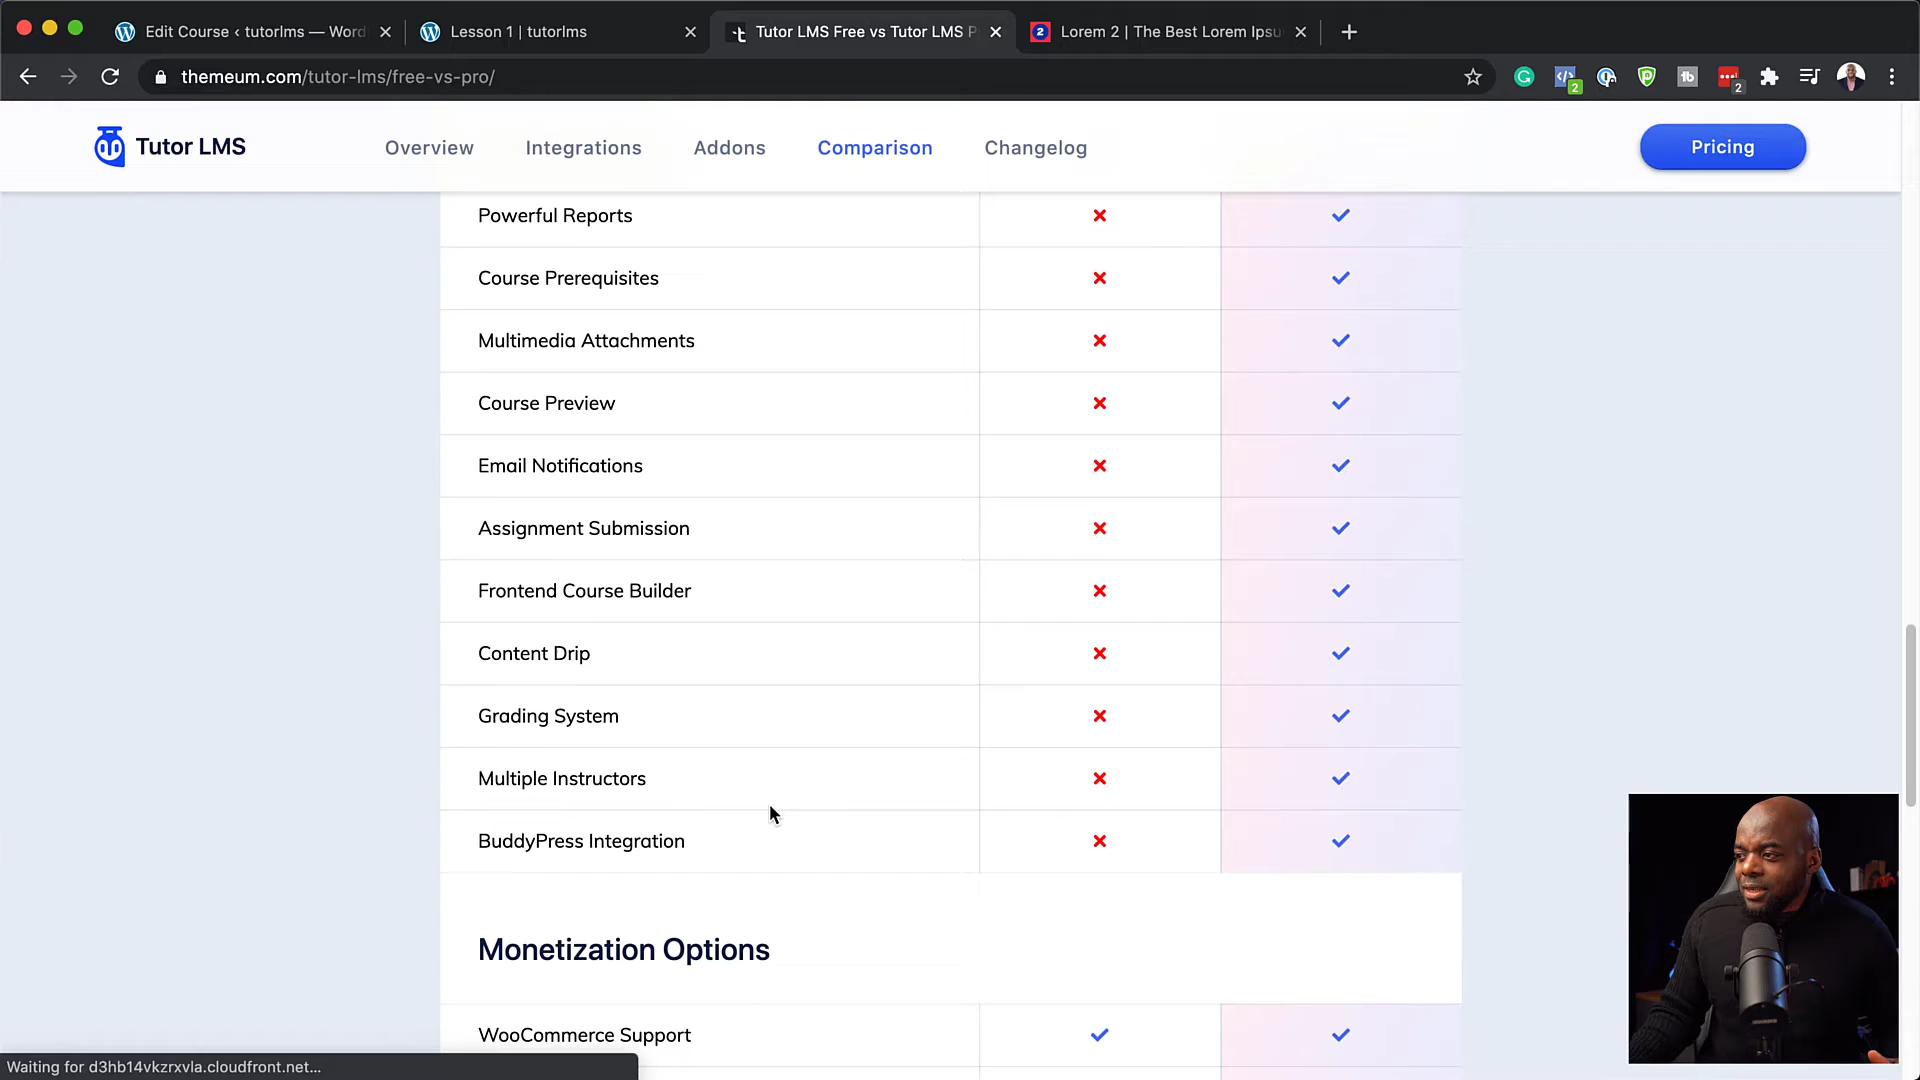 Edit Course ‹ tutorlms — Word
Lesson 1 | tutorlms
Tutor LMS Free vs Tutor LMS P
2
Lorem 2 | The Best Lorem Ipsu
themeum.com/tutor-lms/free-vs-pro/
2
2
Tutor LMS
Overview
Integrations
Addons
Comparison
Changelog
Pricing
Powerful Reports
Course Prerequisites
Multimedia Attachments
Course Preview
Email Notifications
Assignment Submission
Frontend Course Builder
Content Drip
Grading System
Multiple Instructors
BuddyPress Integration
Monetization Options
WooCommerce Support
Waiting for d3hb14vkzrxvla.cloudfront.net...